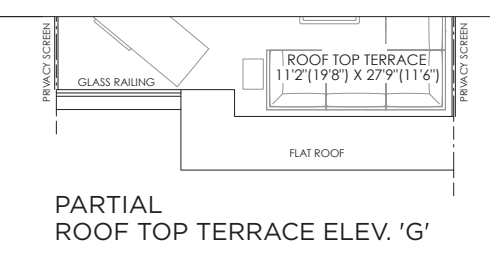 PRIVACY SCREEN
GLASS RAILING
ROOF TOP TERRACE
11'2"(19'8") X 27'9"(11'6")
PRIVACY SCREEN
FLAT ROOF
PARTIAL
ROOF TOP TERRACE ELEV. 'G'